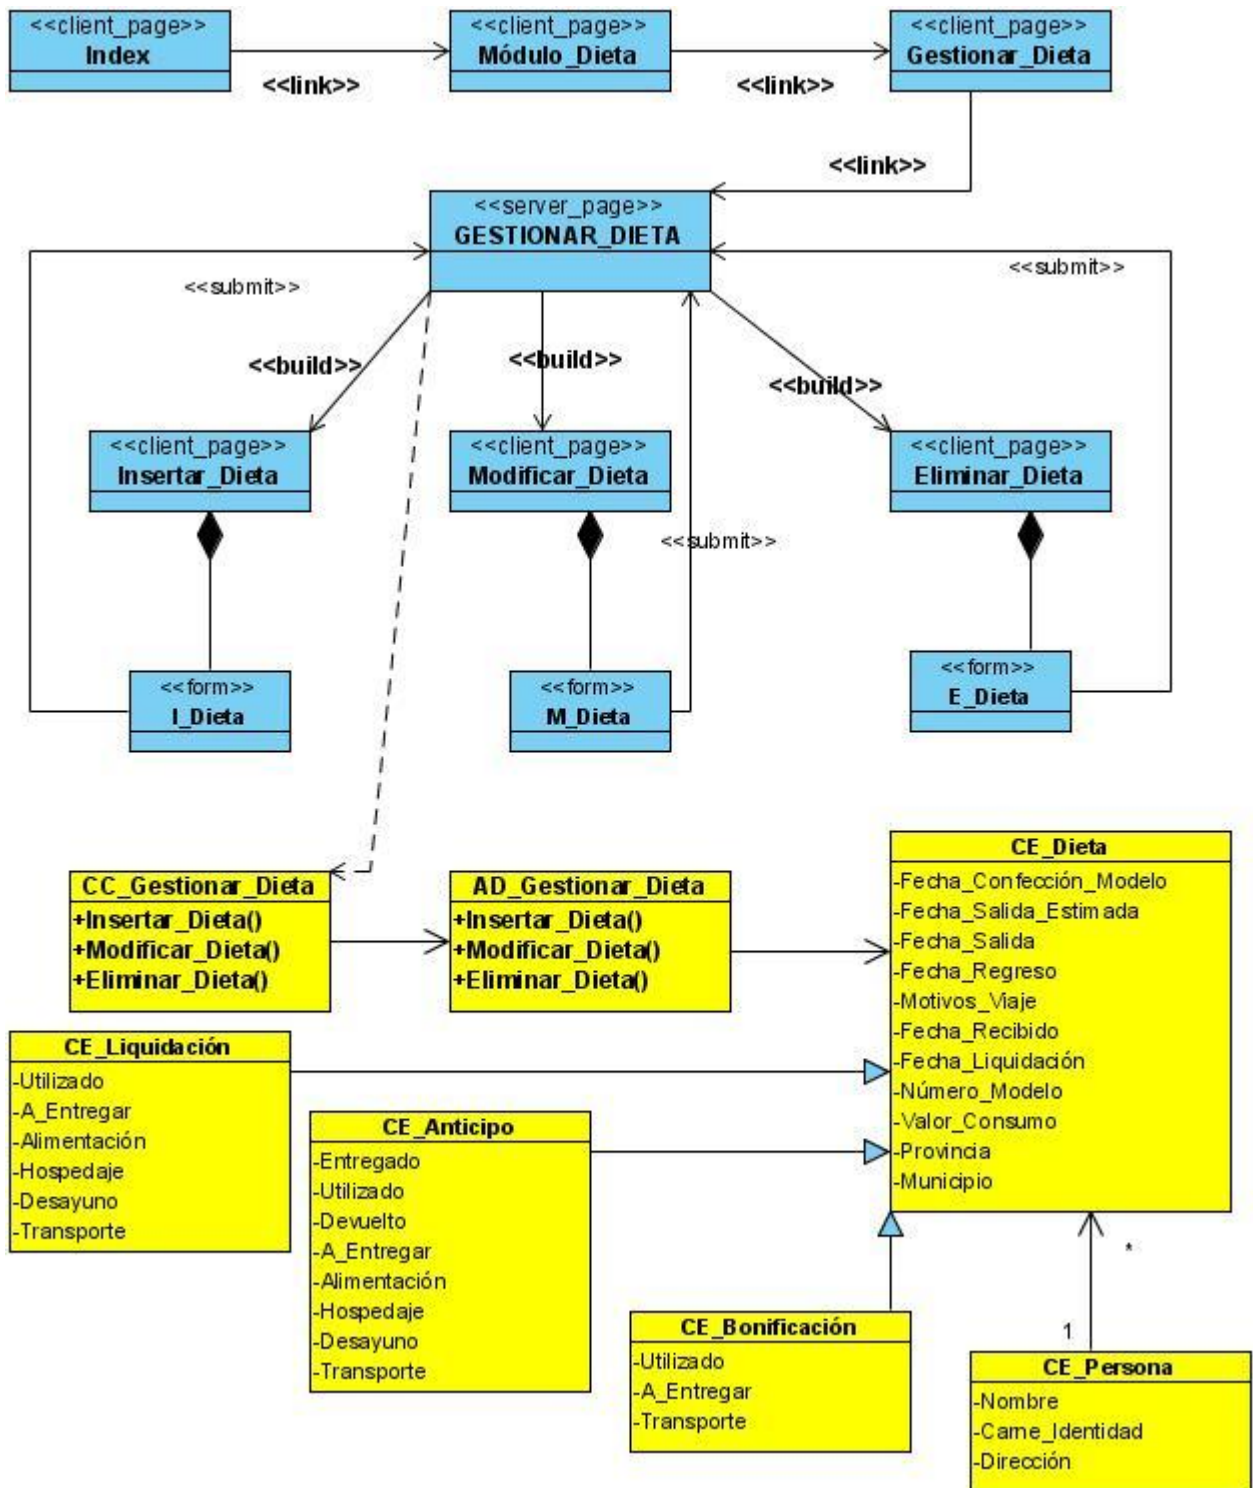 <<client_page>>
Index
<<client_page>>
Módulo_Dieta
<<client_page>>
Gestionar_Dieta
<<link>>
<<link>>
<<link>>
<<server_page>>
GESTIONAR_DIETA
<<submit>>
<<submit>>
<<build>>
<<build>>
<<build>>
<<client_page>>
Insertar_Dieta
<<client_page>>
Modificar_Dieta
<<client_page>>
Eliminar_Dieta
<<submit>>
<<form>>
I_Dieta
<<form>>
M_Dieta
<<form>>
E_Dieta
CC_Gestionar_Dieta
+Insertar_Dieta()
+Modificar_Dieta()
+Eliminar_Dieta()
AD_Gestionar_Dieta
+Insertar_Dieta()
+Modificar_Dieta()
+Eliminar_Dieta()
CE_Dieta
-Fecha_Confección_Modelo
-Fecha_Salida_Estimada
-Fecha_Salida
-Fecha_Regreso
-Motivos_Viaje
-Fecha_Recibido
-Fecha_Liquidación
-Número_Modelo
-Valor_Consumo
-Provincia
-Municipio
CE_Liquidación
-Utilizado
-A_Entregar
-Alimentación
-Hospedaje
-Desayuno
-Transporte
CE_Anticipo
-Entregado
-Utilizado
-Devuelto
-A_Entregar
-Alimentación
-Hospedaje
-Desayuno
-Transporte
CE_Bonificación
-Utilizado
-A_Entregar
-Transporte
*
1
CE_Persona
-Nombre
-Carne_Identidad
-Dirección